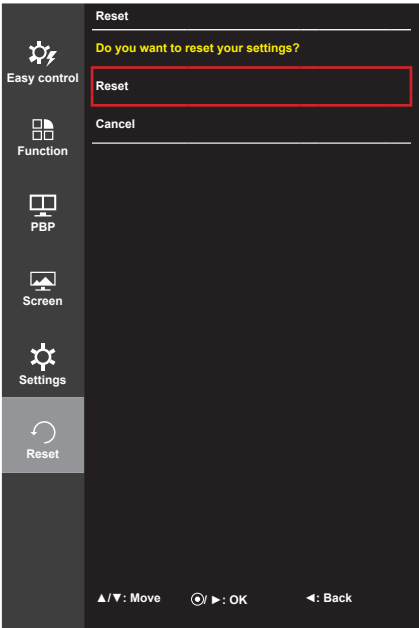 Reset
Do you want to reset your settings?
Reset
Cancel
Easy control
Function
PBP
Screen
Settings
Reset
▲/▼: Move ◉/ ►: OK ◄: Back